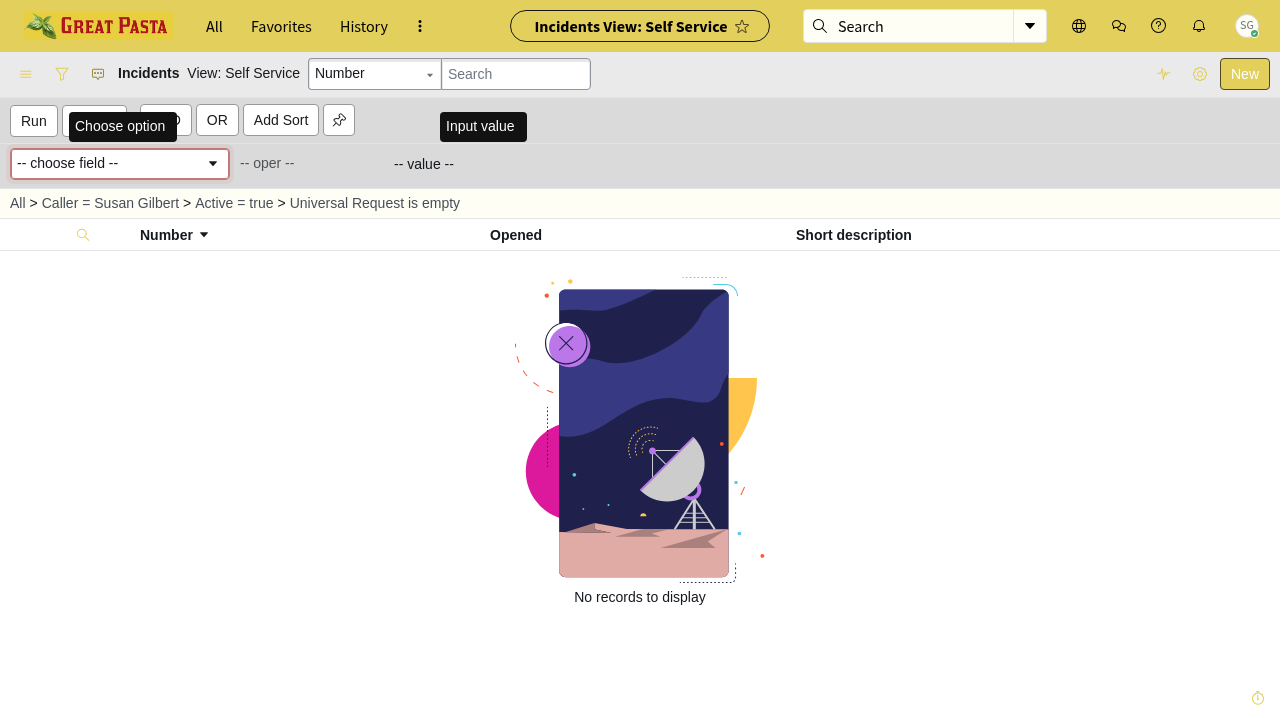 GREAT PASTA All Favorites History Incidents View: Self Service Search SG
Incidents View: Self Service Number Search New
Run OR Add Sort
Choose option Input value
-- choose field -- -- oper -- -- value --
All > Caller = Susan Gilbert > Active = true > Universal Request is empty
Number Opened Short description
No records to display